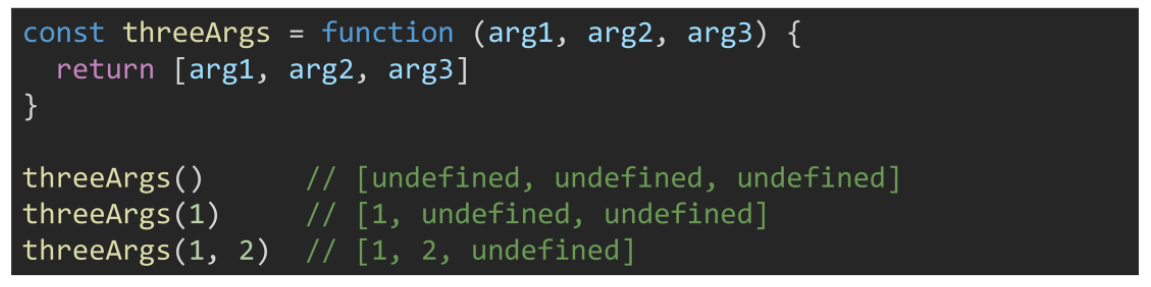 const threeArgs = function (arg1, arg2, arg3) {
  return [arg1, arg2, arg3]
}

threeArgs()      // [undefined, undefined, undefined]
threeArgs(1)     // [1, undefined, undefined]
threeArgs(1, 2)  // [1, 2, undefined]